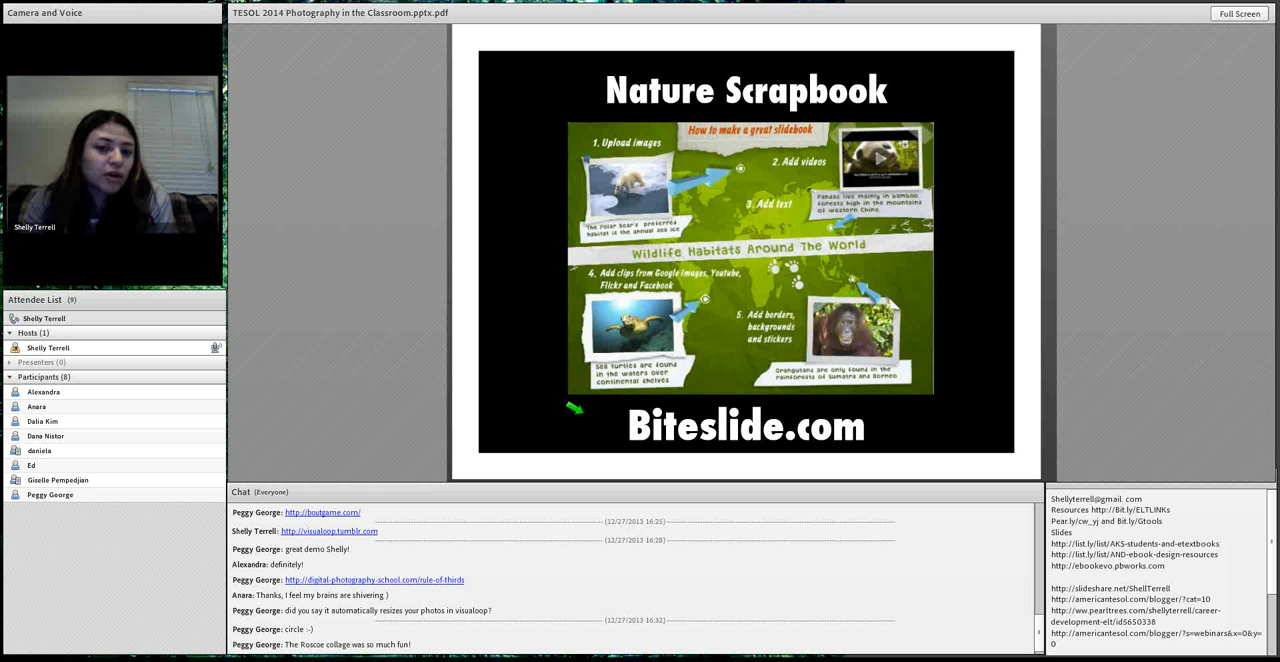 Camera and Voice
Shelly Terrell
Attendee List (9)
Shelly Terrell
Hosts (1)
Shelly Terrell
Presenters (0)
Participants (8)
Alexandra
Anara
Dalia Kim
Dana Nistor
daniela
Ed
Giselle Pempedjian
Peggy George
TESOL 2014 Photography in the Classroom.pptx.pdf
Full Screen
Nature Scrapbook
How to make a great slidebook
1. Upload images
2. Add videos
3. Add text
The Polar bear's preferred
habitat is the annual sea ice
Pandas live mainly in bamboo
forests high in the mountains
of western China.
Wildlife Habitats Around The World
4. Add clips from Google Images, Youtube,
Flickr and Facebook
5. Add borders,
backgrounds
and stickers
Sea turtles are found
in the waters over
continental shelves
Orangutans are only found in the
rainforests of Sumatra and Borneo
Biteslide.com
Chat (Everyone)
Peggy George: http://boutgame.com/
(12/27/2013 16:25)
Shelly Terrell: http://visualoop.tumblr.com
(12/27/2013 16:28)
Peggy George: great demo Shelly!
Alexandra: definitely!
Peggy George: http://digital-photography-school.com/rule-of-thirds
Anara: Thanks, I feel my brains are shivering )
Peggy George: did you say it automatically resizes your photos in visualoop?
(12/27/2013 16:32)
Peggy George: circle :-)
Peggy George: The Roscoe collage was so much fun!
Shellyterrell@gmail. com
Resources http://Bit.ly/ELTLINKs
Pear.ly/cw_yj and Bit.ly/Gtools
Slides
http://list.ly/list/AKS-students-and-etextbooks
http://list.ly/list/AND-ebook-design-resources
http://ebookevo.pbworks.com
http://slideshare.net/ShellTerrell
http://americantesol.com/blogger/?cat=10
http://ww.pearltrees.com/shellyterrell/career-
development-elt/id5650338
http://americantesol.com/blogger/?s=webinars&x=0&y=
0